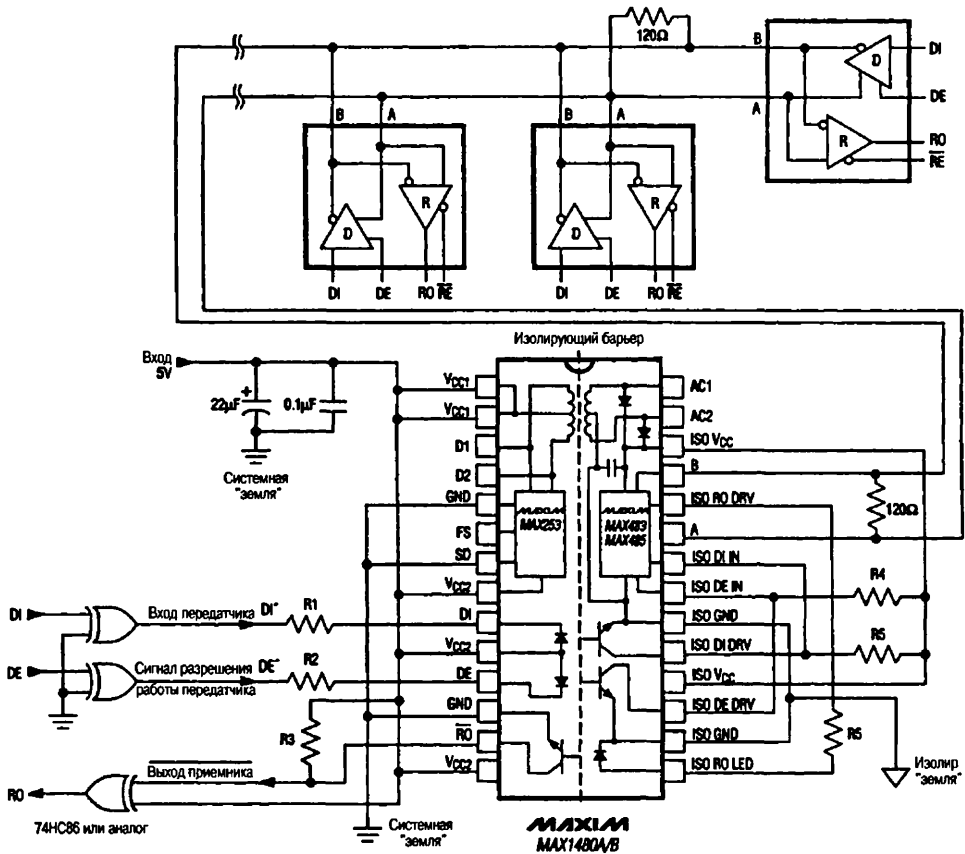 120Ω
B
DI
D
DE
A
R
RO
R̅E̅
B
A
R
D
DI
DE
RO
R̅E̅
B
A
R
D
DI
DE
RO
R̅E̅
Изолирующий барьер
Вход
5V
22µF
+
0.1µF
Системная
"земля"
VCC1
VCC1
D1
D2
GND
FS
SD
VCC2
DI
VCC2
DE
GND
R̅O̅
VCC2
MAXIM
MAX253
MAXIM
MAX483
MAX485
AC1
AC2
ISO VCC
B
ISO RO DRV
A
ISO DI IN
ISO DE IN
ISO GND
ISO DI DRV
ISO VCC
ISO DE DRV
ISO GND
ISO RO LED
120Ω
R4
R5
R5
Изолир
"земля"
DI
Вход передатчика
DI´
R1
DE
Сигнал разрешения
работы передатчика
DE´
R2
R3
Выход приемника
RO
74HC86 или аналог
Системная
"земля"
MAXIM
MAX1480A/B